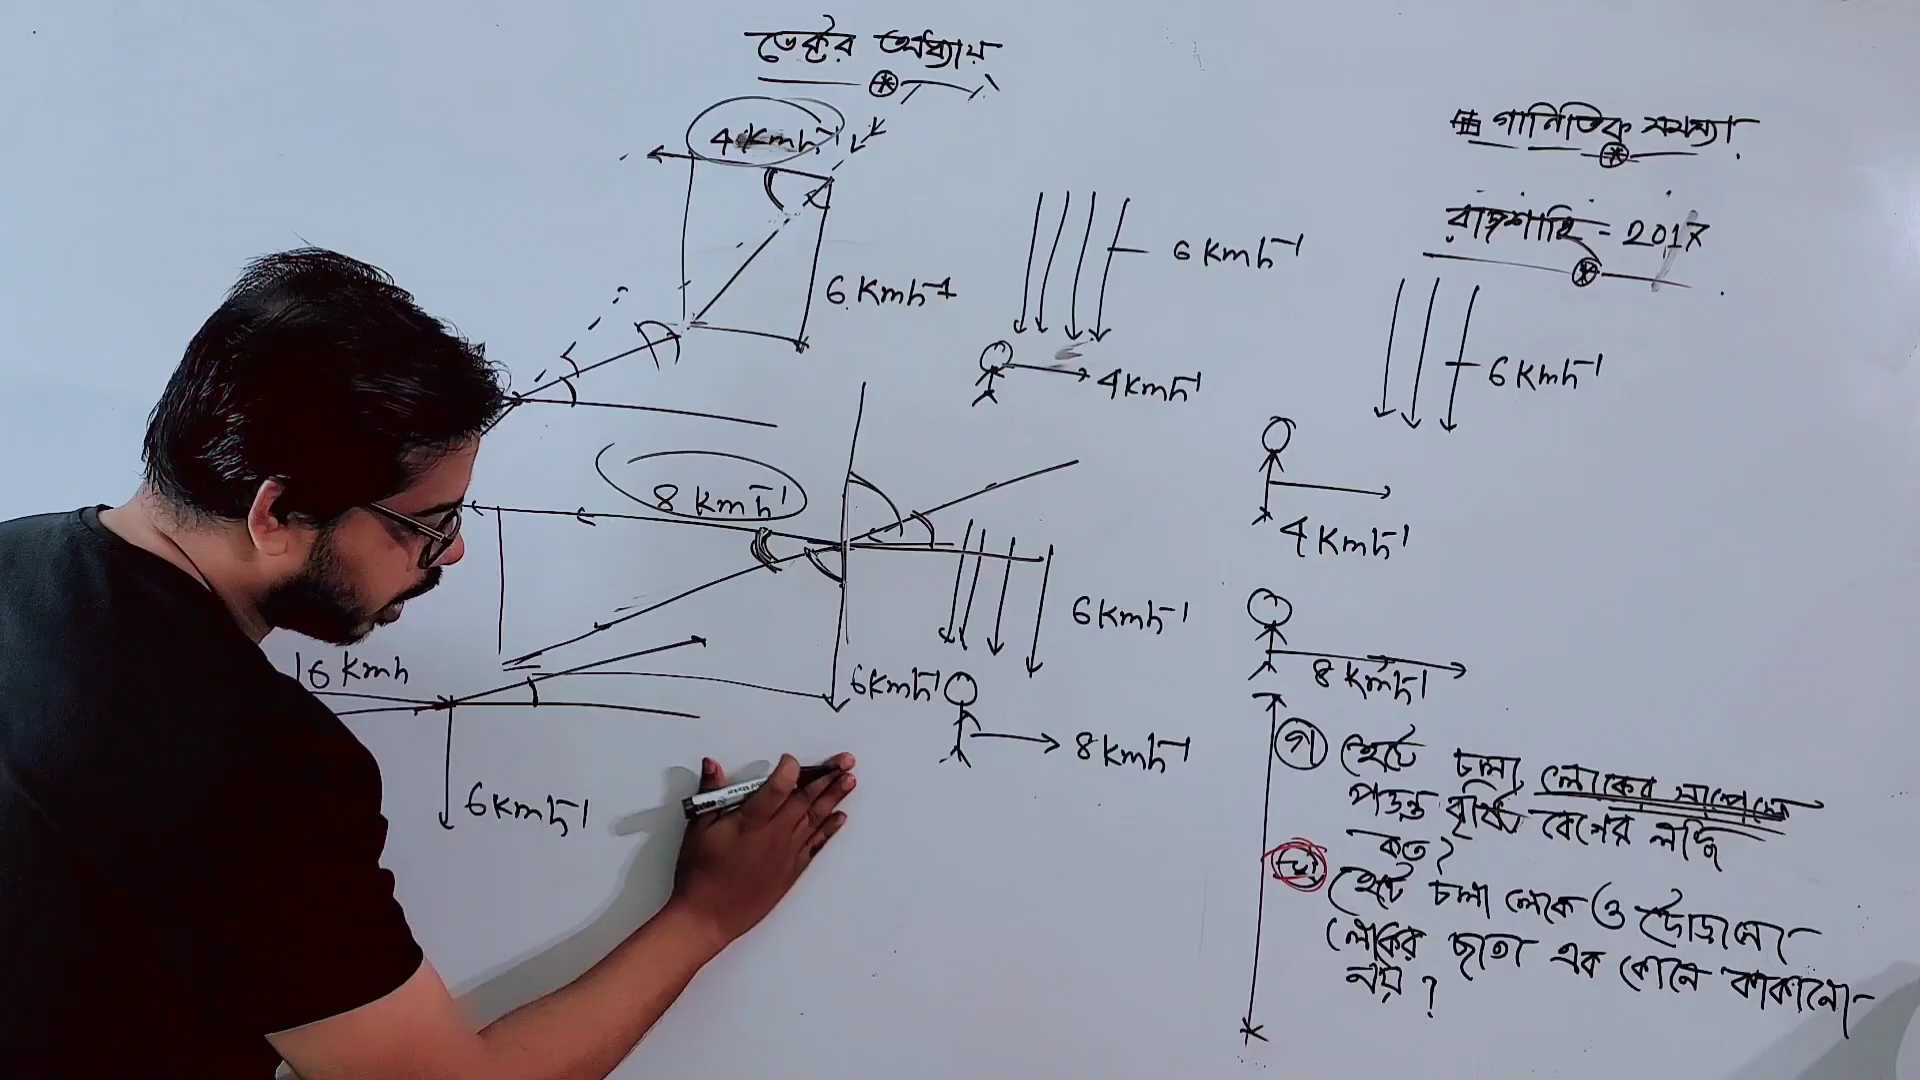 ভেক্টর অধ্যায়
গানিতিক সমস্যা
রাজশাহি = 2017
4 Kmh⁻¹
6 Kmh⁻¹
6 Kmh⁻¹
4 Kmh⁻¹
6 Kmh⁻¹
4 Kmh⁻¹
8 Kmh⁻¹
6 Kmh⁻¹
6 Kmh⁻¹
8 Kmh⁻¹
8 Kmh⁻¹
16 Kmh
6 Kmh⁻¹
গ) হেটে চলা লোকের সাপেক্ষে
পড়ন্ত বৃষ্টির বেগের লব্ধি
কত?
ঘ) হেটে চলা লোক ও দৌড়ানো
লোকের ছাতা এক কোনে বাকানো
নয়?